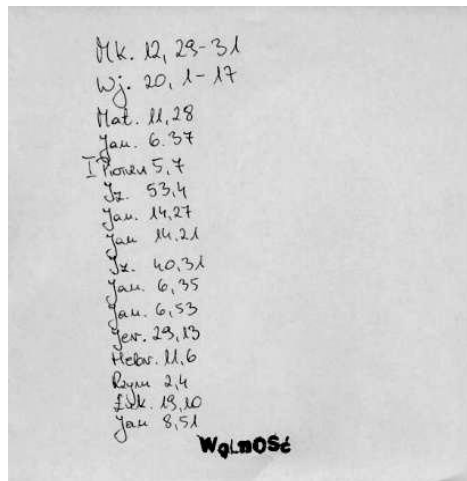 Mk. 12, 29-31
Wj. 20, 1-17
Mat. 11,28
Jan. 6.37
I Piotra 5,7
Iz. 53,4
Jan. 14,27
Jan 14.21
Iz. 40,31
Jan. 6,35
Jan. 6,53
Jer. 29,13
Hebr. 11,6
Rzym 2,4
Łuk. 19,10
Jan 8,51
WOLnOść